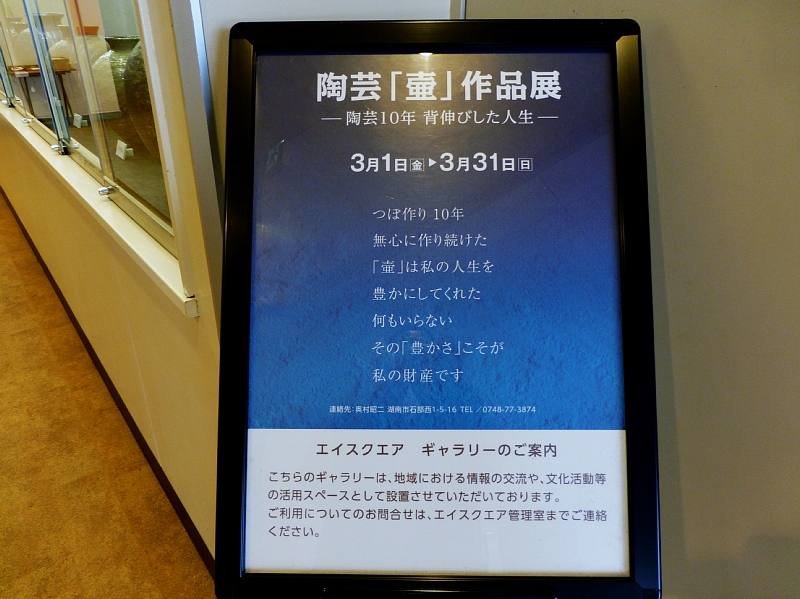 陶芸「壷」作品展
― 陶芸10年 背伸びした人生 ―
3月1日㊎▶3月31日㊐
つぼ作り 10年
無心に作り続けた
「壷」は私の人生を
豊かにしてくれた
何もいらない
その「豊かさ」こそが
私の財産です
連絡先:奥村昭二 湖南市石部西1-5-16 TEL/0748-77-3874
エイスクエア ギャラリーのご案内
こちらのギャラリーは、地域における情報の交流や、文化活動等
の活用スペースとして設置させていただいております。
ご利用についてのお問合せは、エイスクエア管理室までご連絡
ください。